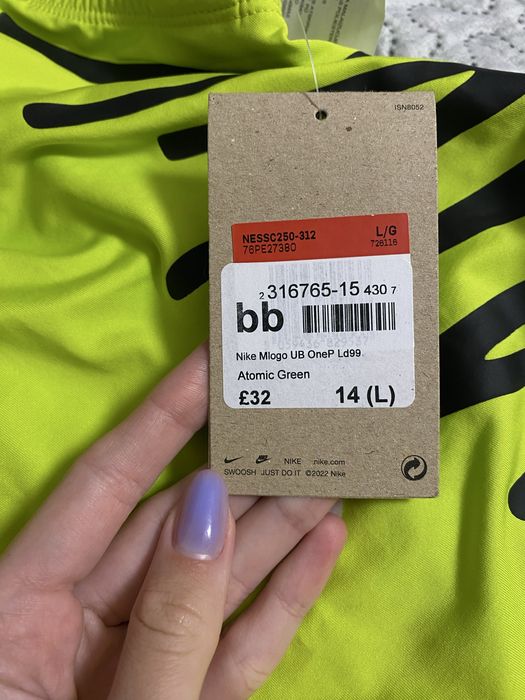 ISN8052
NESSC250-312 L/G
76PE27380 726116
2 316765-15 430 7
bb
Nike Mlogo UB OneP Ld99
Atomic Green
£32 14 (L)
NIKE nike.com
SWOOSH JUST DO IT ©2022 Nike